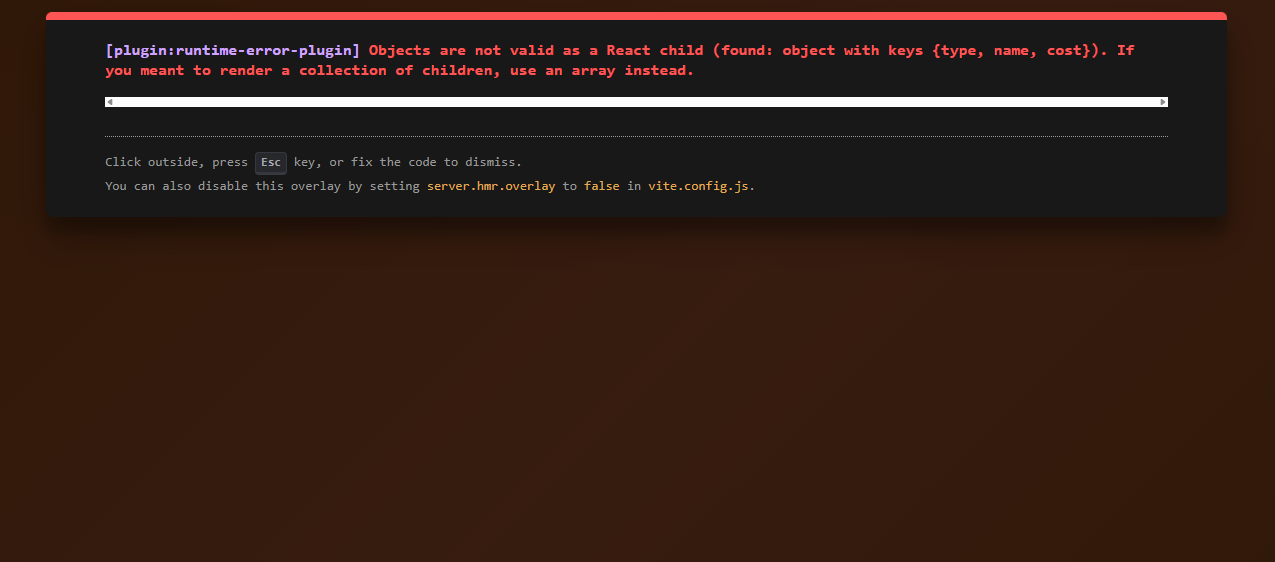 [plugin:runtime-error-plugin] Objects are not valid as a React child (found: object with keys {type, name, cost}). If
you meant to render a collection of children, use an array instead.
Click outside, press Esc key, or fix the code to dismiss.
You can also disable this overlay by setting server.hmr.overlay to false in vite.config.js.